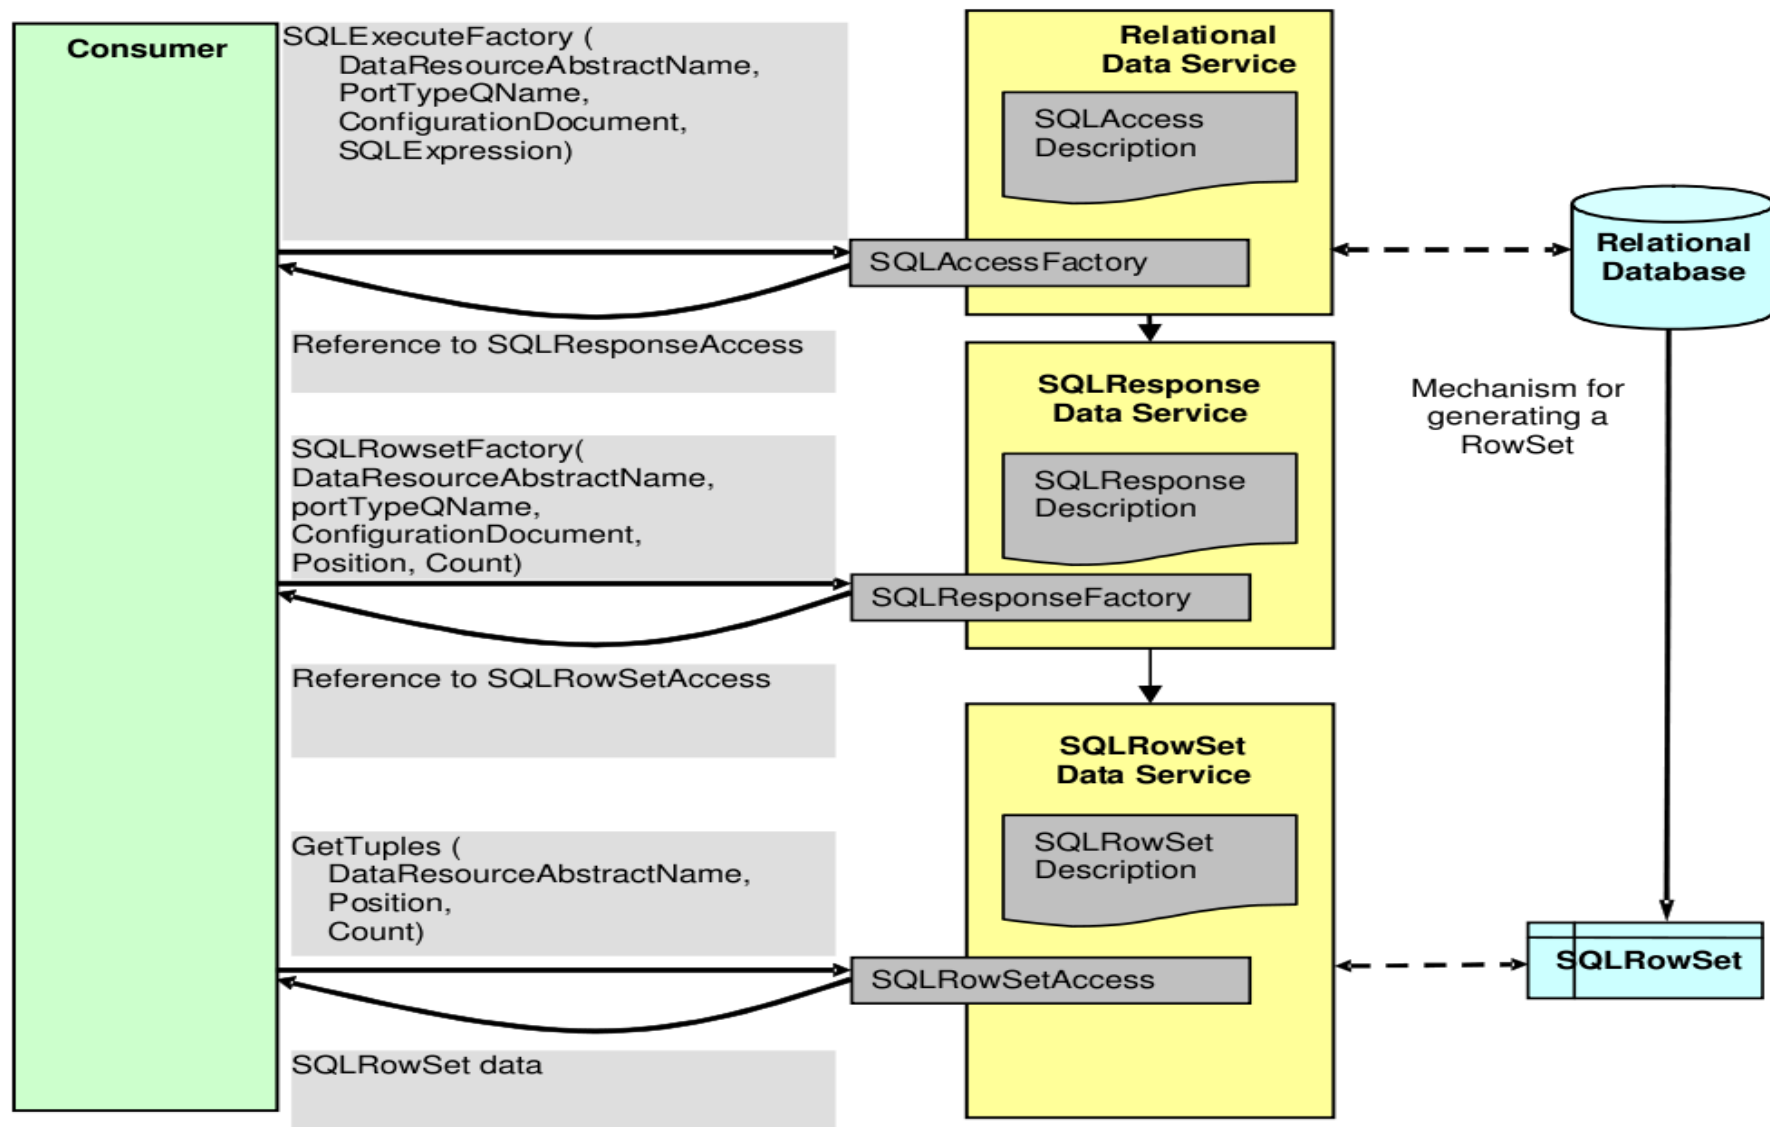 Consumer
SQLExecuteFactory (
DataResourceAbstractName,
PortTypeQName,
ConfigurationDocument,
SQLExpression)
Relational
Data Service
SQLAccess
Description
SQLAccessFactory
Relational
Database
Reference to SQLResponseAccess
SQLResponse
Data Service
Mechanism for
generating a
RowSet
SQLRowsetFactory(
DataResourceAbstractName,
portTypeQName,
ConfigurationDocument,
Position, Count)
SQLResponse
Description
SQLResponseFactory
Reference to SQLRowSetAccess
SQLRowSet
Data Service
GetTuples (
DataResourceAbstractName,
Position,
Count)
SQLRowSet
Description
SQLRowSetAccess
SQLRowSet
SQLRowSet data